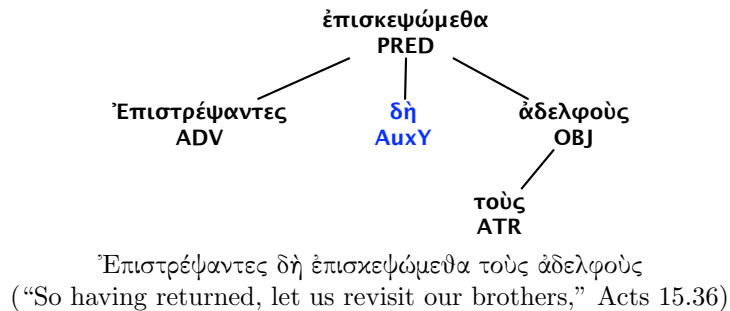 ἐπισκεψώμεθα
PRED
Ἐπιστρέψαντες δὴ ἀδελφοὺς
ADV AuxY OBJ
τοὺς
ATR
Ἐπιστρέψαντες δὴ ἐπισκεψώμεθα τοὺς ἀδελφοὺς
(“So having returned, let us revisit our brothers,” Acts 15.36)